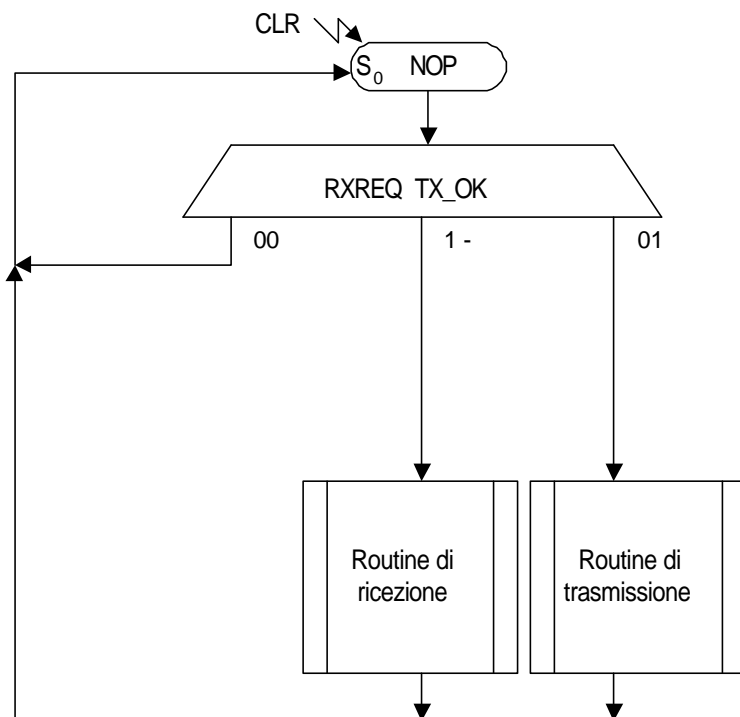 CLR
S0 NOP
RXREQ TX_OK
00 1 - 01
Routine di
ricezione
Routine di
trasmissione